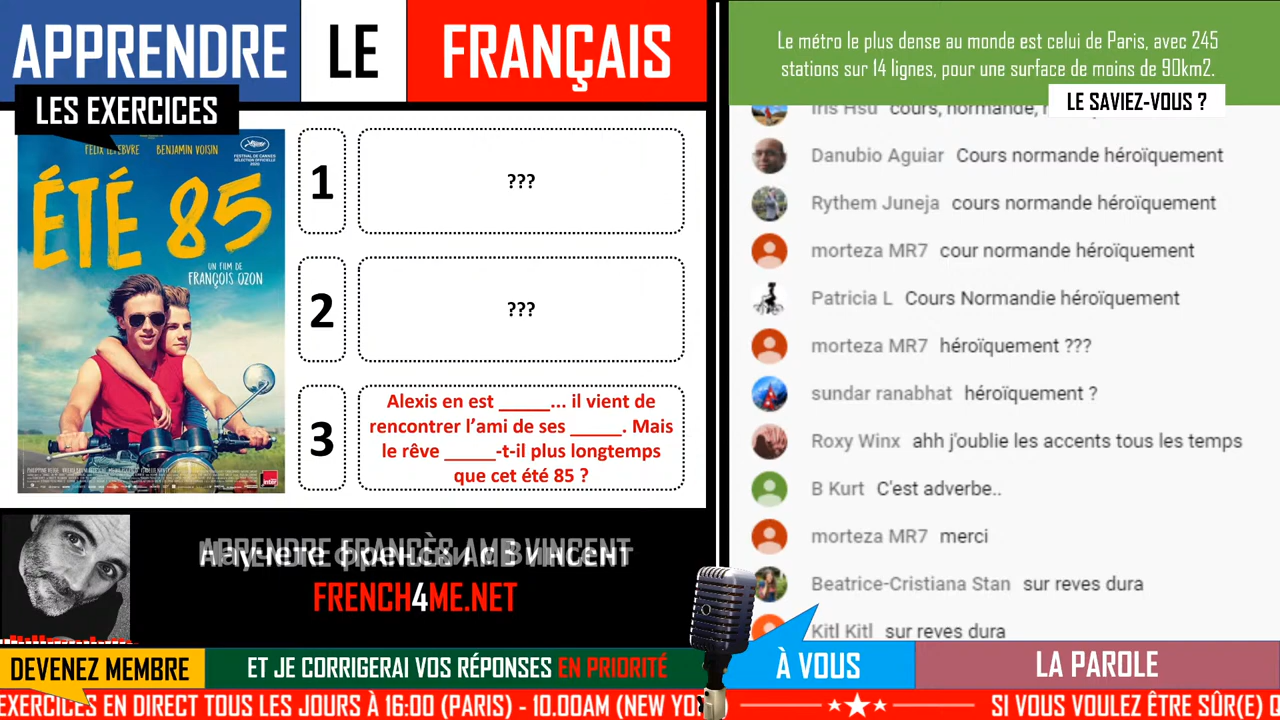 APPRENDRE LE FRANÇAIS
LES EXERCICES
FÉLIX LEFEBVRE BENJAMIN VOISIN
FESTIVAL DE CANNES
ÉTÉ 85
UN FILM DE
FRANÇOIS OZON
inter
1
???
2
???
3
Alexis en est _____... il vient de
rencontrer l’ami de ses _____. Mais
le rêve _____-t-il plus longtemps
que cet été 85 ?
FRENCH4ME.NET
DEVENEZ MEMBRE
ET JE CORRIGERAI VOS RÉPONSES EN PRIORITÉ
Le métro le plus dense au monde est celui de Paris, avec 245
stations sur 14 lignes, pour une surface de moins de 90km2.
LE SAVIEZ-VOUS ?
Iris Hsu cours, normande,
Danubio Aguiar Cours normande héroïquement
Rythem Juneja cours normande héroïquement
morteza MR7 cour normande héroïquement
Patricia L Cours Normandie héroïquement
morteza MR7 héroïquement ???
sundar ranabhat héroïquement ?
Roxy Winx ahh j'oublie les accents tous les temps
B Kurt C'est adverbe..
morteza MR7 merci
Beatrice-Cristiana Stan sur reves dura
Kitl Kitl sur reves dura
À VOUS
LA PAROLE
EXERCICES EN DIRECT TOUS LES JOURS À 16:00 (PARIS) - 10.00AM (NEW YO
SI VOUS VOULEZ ÊTRE SÛR(E) Q